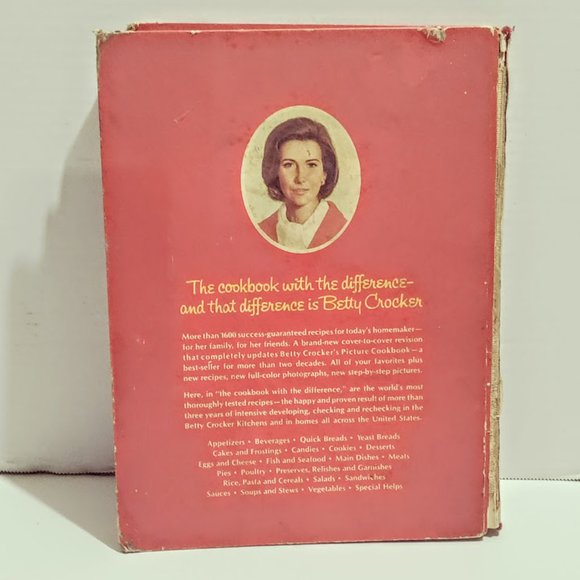 The cookbook with the difference–
and that difference is Betty Crocker
More than 1600 success-guaranteed recipes for today's homemaker—
for her family, for her friends. A brand-new cover-to-cover revision
that completely updates Betty Crocker's Picture Cookbook—a
best-seller for more than two decades. All of your favorites plus
new recipes, new full-color photographs, new step-by-step pictures.
Here, in "the cookbook with the difference," are the world's most
thoroughly tested recipes—the happy and proven result of more than
three years of intensive developing, checking and rechecking in the
Betty Crocker Kitchens and in homes all across the United States.
Appetizers • Beverages • Quick Breads • Yeast Breads
Cakes and Frostings • Candies • Cookies • Desserts
Eggs and Cheese • Fish and Seafood • Main Dishes • Meats
Pies • Poultry • Preserves, Relishes and Garnishes
Rice, Pasta and Cereals • Salads • Sandwiches
Sauces • Soups and Stews • Vegetables • Special Helps